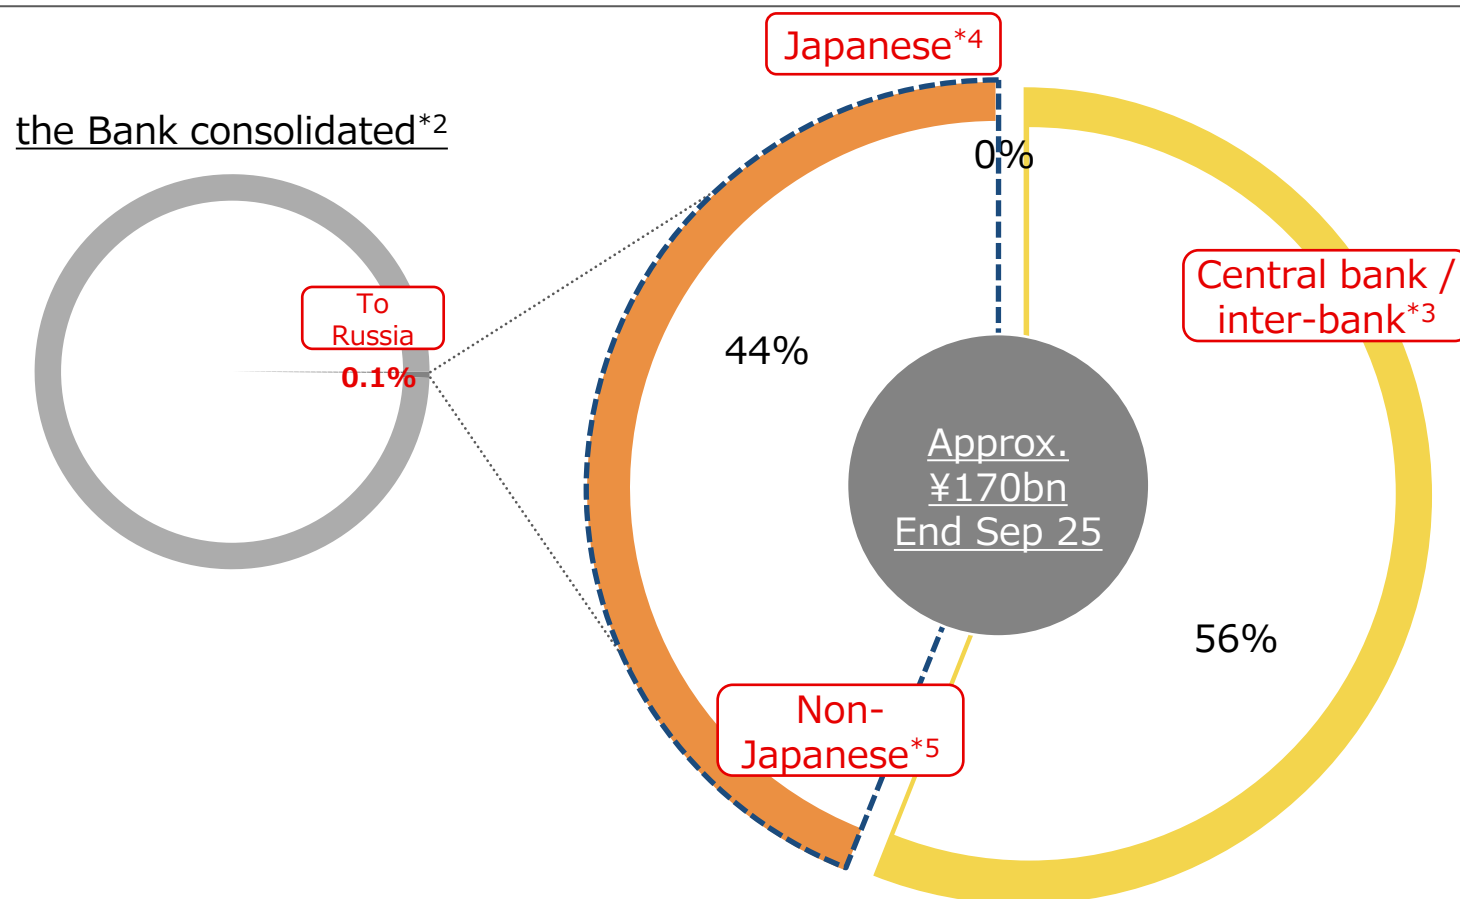 Japanese*4
the Bank consolidated*2
0%
Central bank /
inter-bank*3
To
Russia
0.1%
44%
Approx.
¥170bn
End Sep 25
56%
Non-
Japanese*5